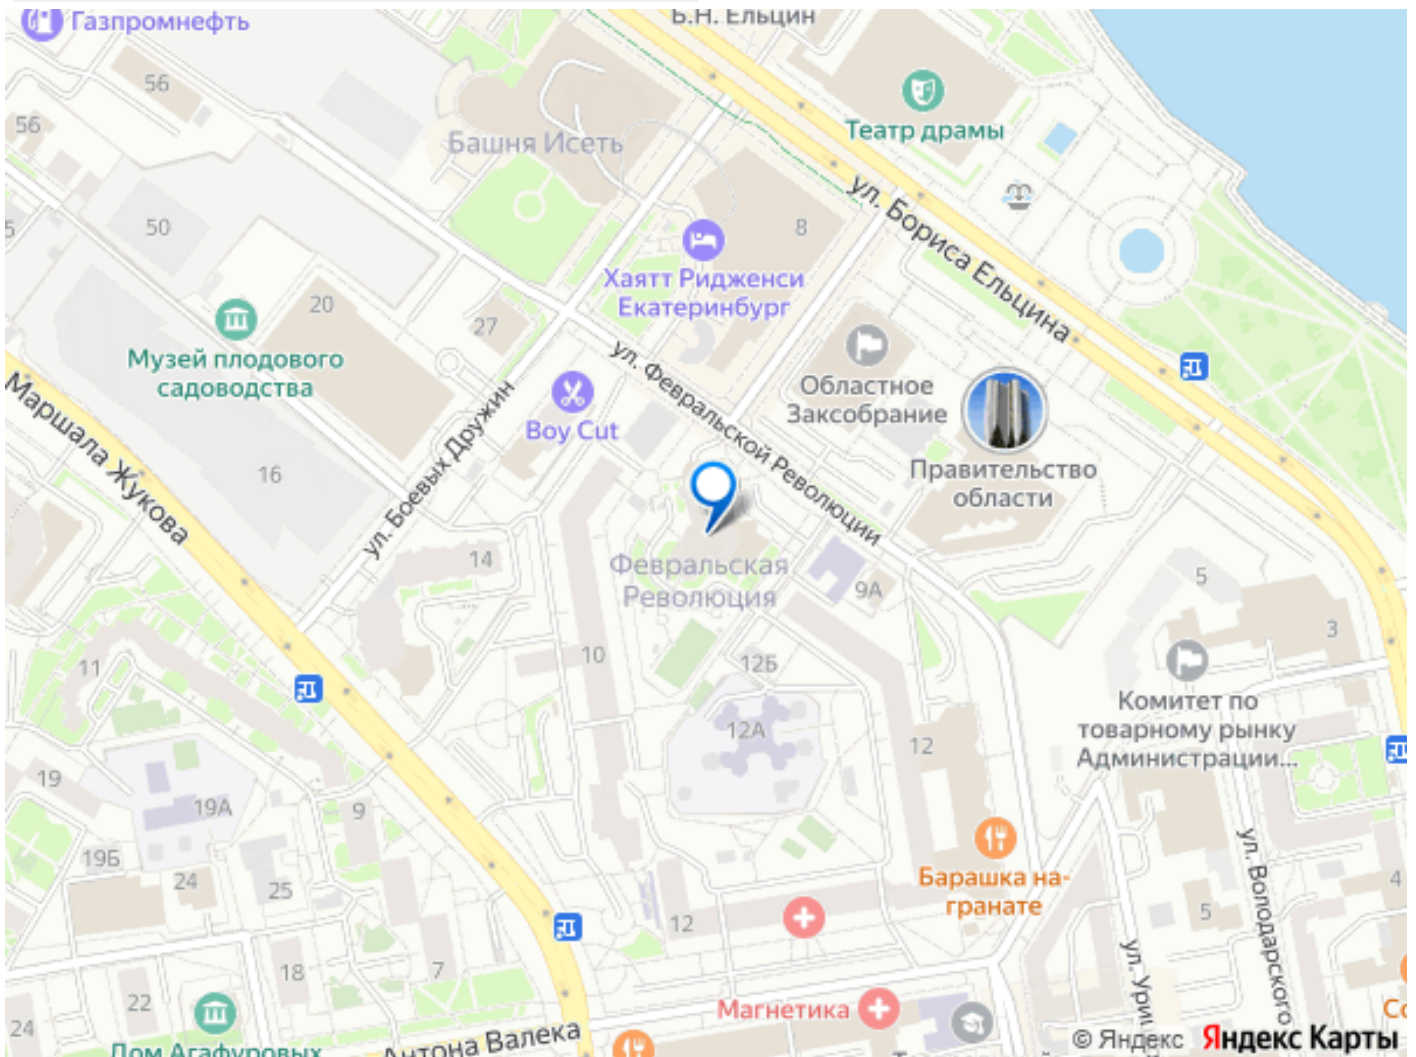 Газпромнефть
Б.Н. Ельцин
56
Театр драмы
56
Башня Исеть
ул. Бориса Ельцина
50
8
Хаятт Ридженси
Екатеринбург
20
27
Музей плодового
садоводства
ул. Февральской Революции
Областное
Заксобрание
Boy Cut
Маршала Жукова
ул. Боевых Дружин
16
Правительство
области
14
Февральская
Революция
9А
5
3
11
10
12Б
Комитет по
товарному рынку
Администрации...
12А
12
19
19А
9
19Б
24
25
Барашка на-
гранате
ул. Володарского
4
12
5
18
7
22
24
ул. Ури
Магнетика
Дом Агафуровых
Антона Валека
© Яндекс Яндекс Карты